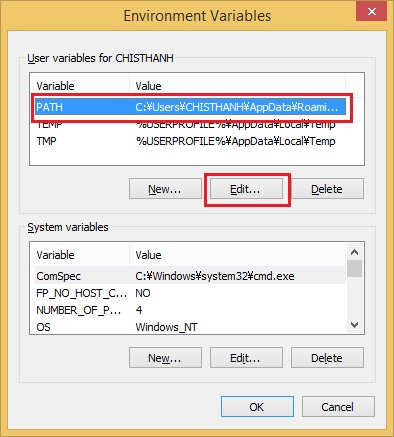 Environment Variables
User variables for CHISTHANH
Variable Value
PATH C:¥Users¥CHISTHANH¥AppData¥Roami...
TEMP %USERPROFILE%¥AppData¥Local¥Temp
TMP %USERPROFILE%¥AppData¥Local¥Temp
New... Edit... Delete
System variables
Variable Value
ComSpec C:¥Windows¥system32¥cmd.exe
FP_NO_HOST_C... NO
NUMBER_OF_P... 4
OS Windows_NT
New... Edit... Delete
OK Cancel